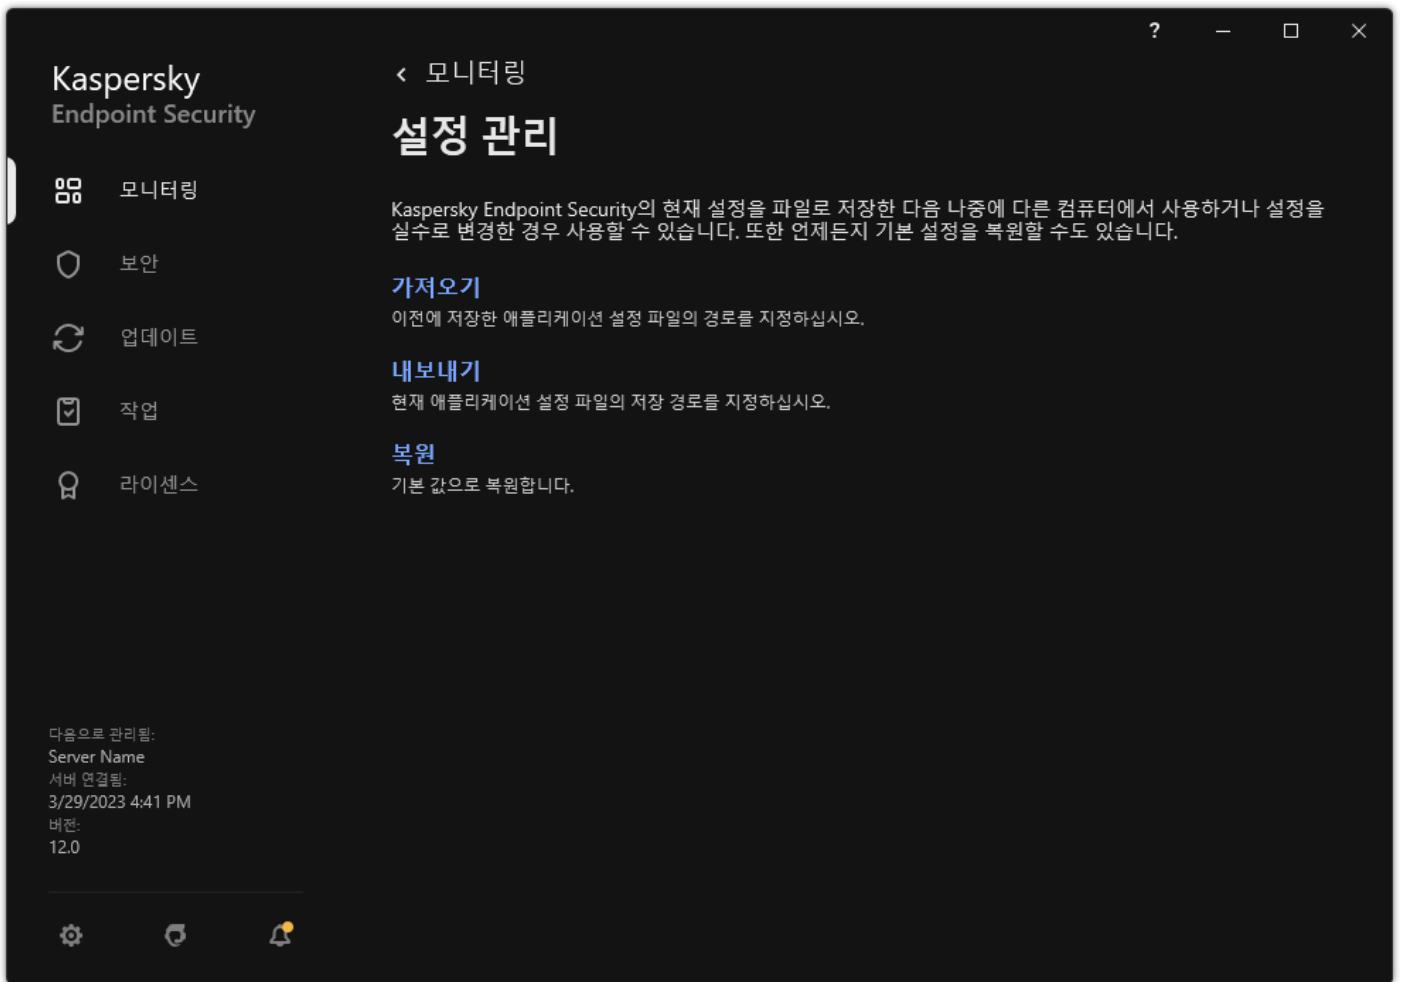 ?
Kaspersky
Endpoint Security
모니터링
보안
업데이트
작업
라이센스
다음으로 관리됨:
Server Name
서버 연결됨:
3/29/2023 4:41 PM
버전:
12.0
모니터링
설정 관리
Kaspersky Endpoint Security의 현재 설정을 파일로 저장한 다음 나중에 다른 컴퓨터에서 사용하거나 설정을
실수로 변경한 경우 사용할 수 있습니다. 또한 언제든지 기본 설정을 복원할 수도 있습니다.
가져오기
이전에 저장한 애플리케이션 설정 파일의 경로를 지정하십시오.
내보내기
현재 애플리케이션 설정 파일의 저장 경로를 지정하십시오.
복원
기본 값으로 복원합니다.